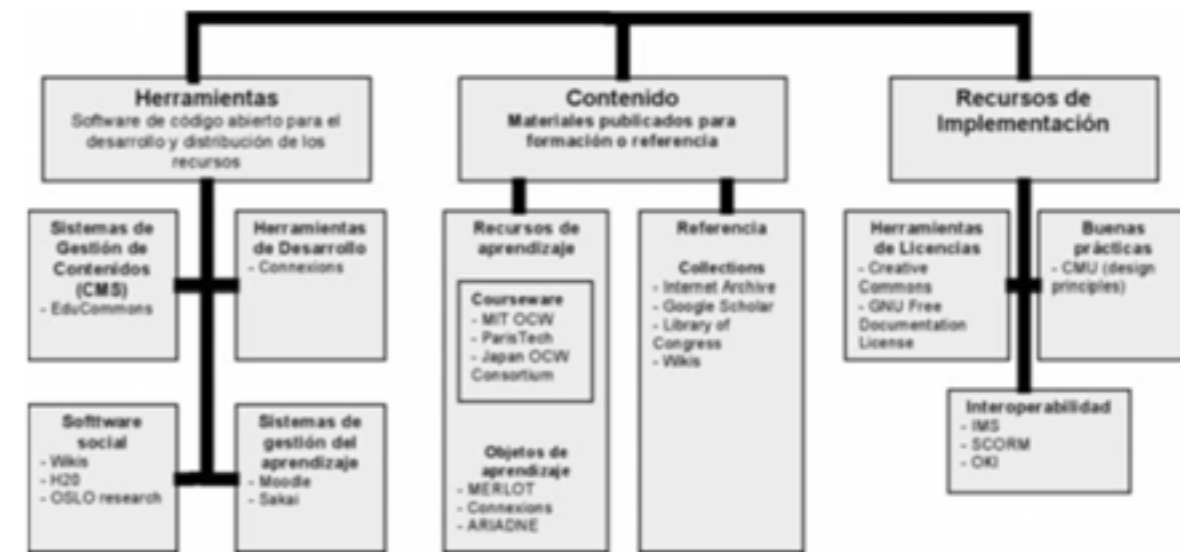 Herramientas
Software de código abierto para el
desarrollo y distribución de los
recursos
Sistemas de
Gestión de
Contenidos
(CMS)
- EduCommons
Herramientas
de Desarrollo
- Connexions
Softtware
social
- Wikis
- H20
- OSLO research
Sistemas de
gestión del
aprendizaje
- Moodle
- Sakai
Contenido
Materiales publicados para
formación o referencia
Recursos de
aprendizaje
Courseware
- MIT OCW
- ParisTech
- Japan OCW
Consortium
Objetos de
aprendizaje
- MERLOT
- Connexions
- ARIADNE
Referencia
Collections
- Internet Archive
- Google Scholar
- Library of
Congress
- Wikis
Recursos de
Implementación
Herramientas
de Licencias
- Creative
Commons
- GNU Free
Documentation
License
Buenas
prácticas
- CMU (design
principles)
Interoperabilidad
- IMS
- SCORM
- OKI